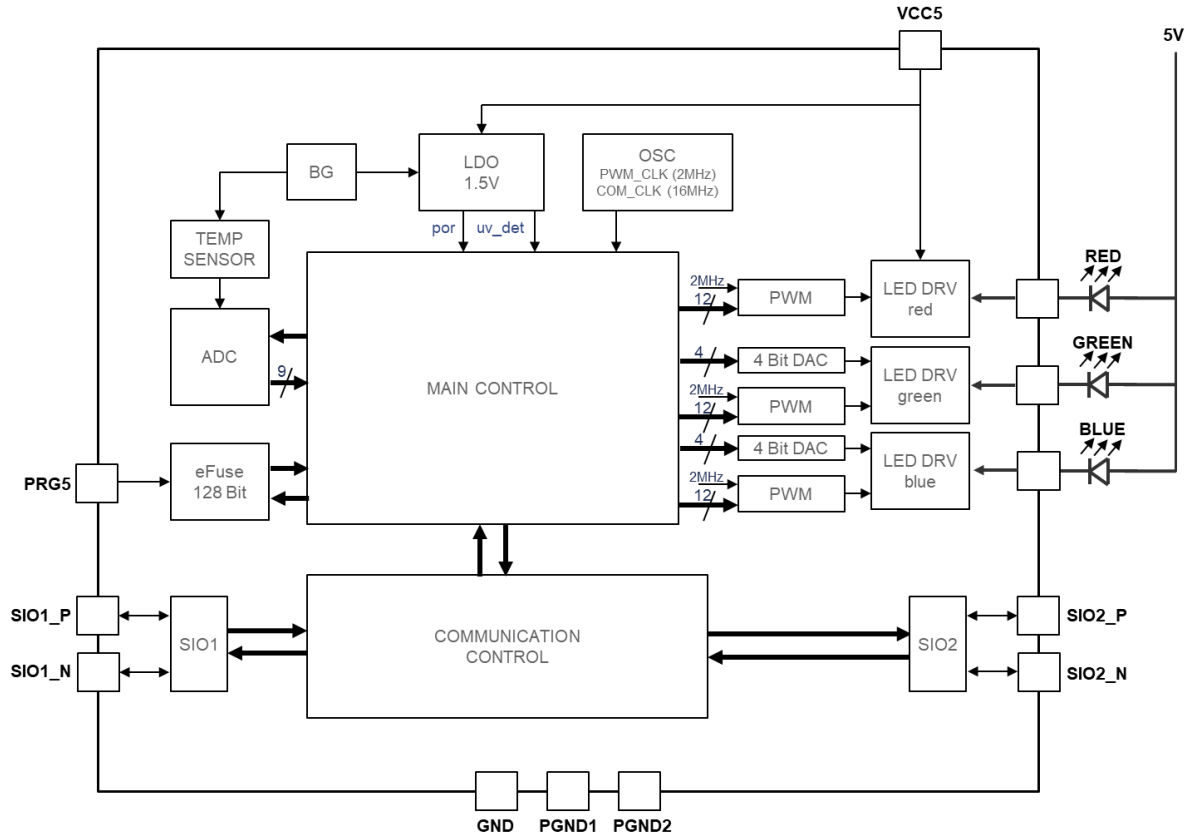 VCC5
5V
LDO
1.5V
OSC
PWM_CLK (2MHz)
COM_CLK (16MHz)
BG
por
uv_det
TEMP
SENSOR
RED
2MHz
12
PWM
LED DRV
red
ADC
9
MAIN CONTROL
GREEN
4
4 Bit DAC
LED DRV
green
2MHz
12
PWM
BLUE
4
4 Bit DAC
LED DRV
blue
PRG5
eFuse
128 Bit
2MHz
12
PWM
SIO1_P
SIO1_N
SIO1
COMMUNICATION
CONTROL
SIO2
SIO2_P
SIO2_N
GND
PGND1
PGND2